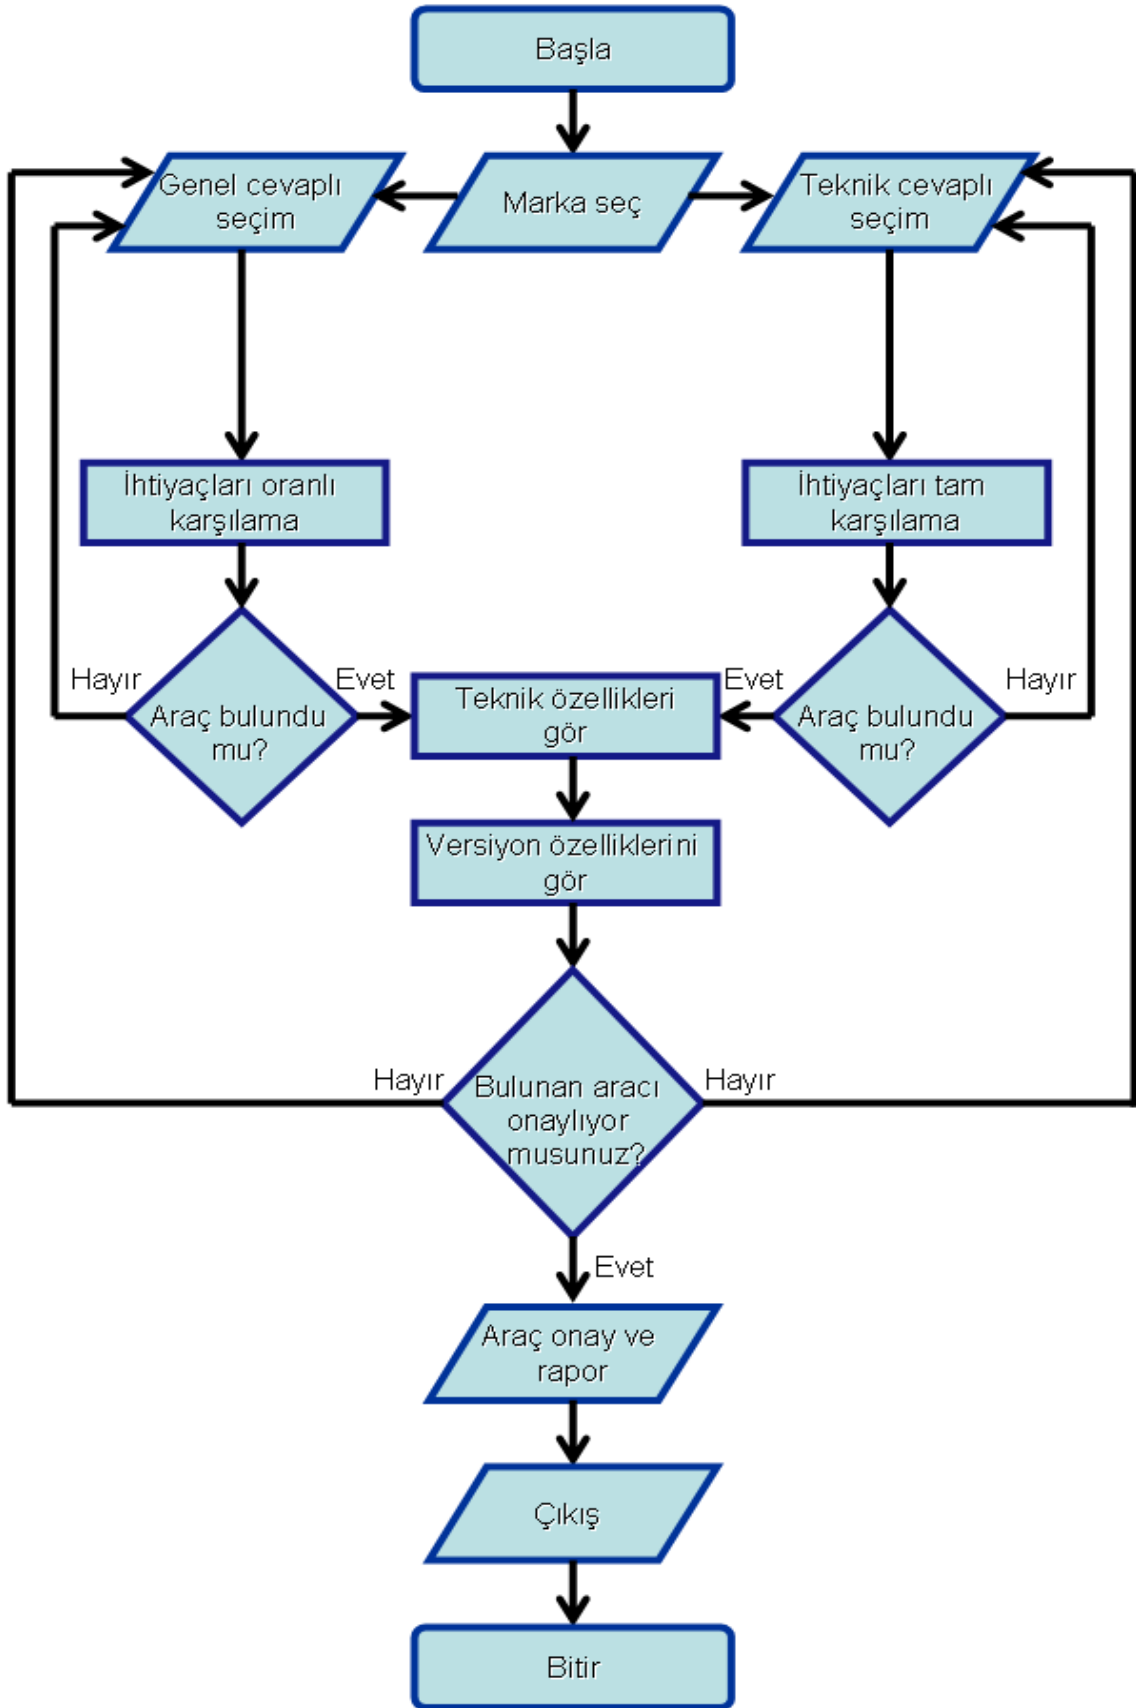 Başla
Genel cevaplı
seçim
Marka seç
Teknik cevaplı
seçim
İhtiyaçları oranlı
karşılama
İhtiyaçları tam
karşılama
Hayır
Araç bulundu
mu?
Evet
Teknik özellikleri
gör
Evet
Araç bulundu
mu?
Hayır
Versiyon özelliklerini
gör
Hayır
Bulunan aracı
onaylıyor
musunuz?
Hayır
Evet
Araç onay ve
rapor
Çıkış
Bitir